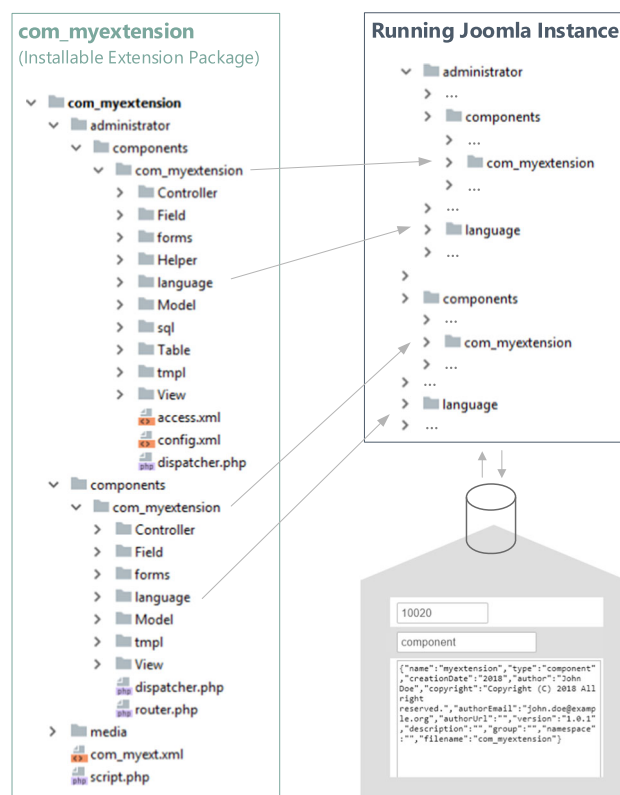 com_myextension
(Installable Extension Package)
com_myextension
administrator
components
com_myextension
Controller
Field
forms
Helper
language
Model
sql
Table
tmpl
View
access.xml
config.xml
php dispatcher.php
components
com_myextension
Controller
Field
forms
language
Model
tmpl
View
php dispatcher.php
php router.php
media
com_myext.xml
php script.php
Running Joomla Instance
administrator
...
components
...
com_myextension
...
...
language
...
components
...
com_myextension
...
...
language
...
10020
component
{"name":"myextension","type":"component"
,"creationDate":"2018","author":"John
Doe","copyright":"Copyright (C) 2018 All
right
reserved.","authorEmail":"john.doe@examp
le.org","authorUrl":"","version":"1.0.1"
,"description":"","group":"","namespace"
:"","filename":"com_myextension"}